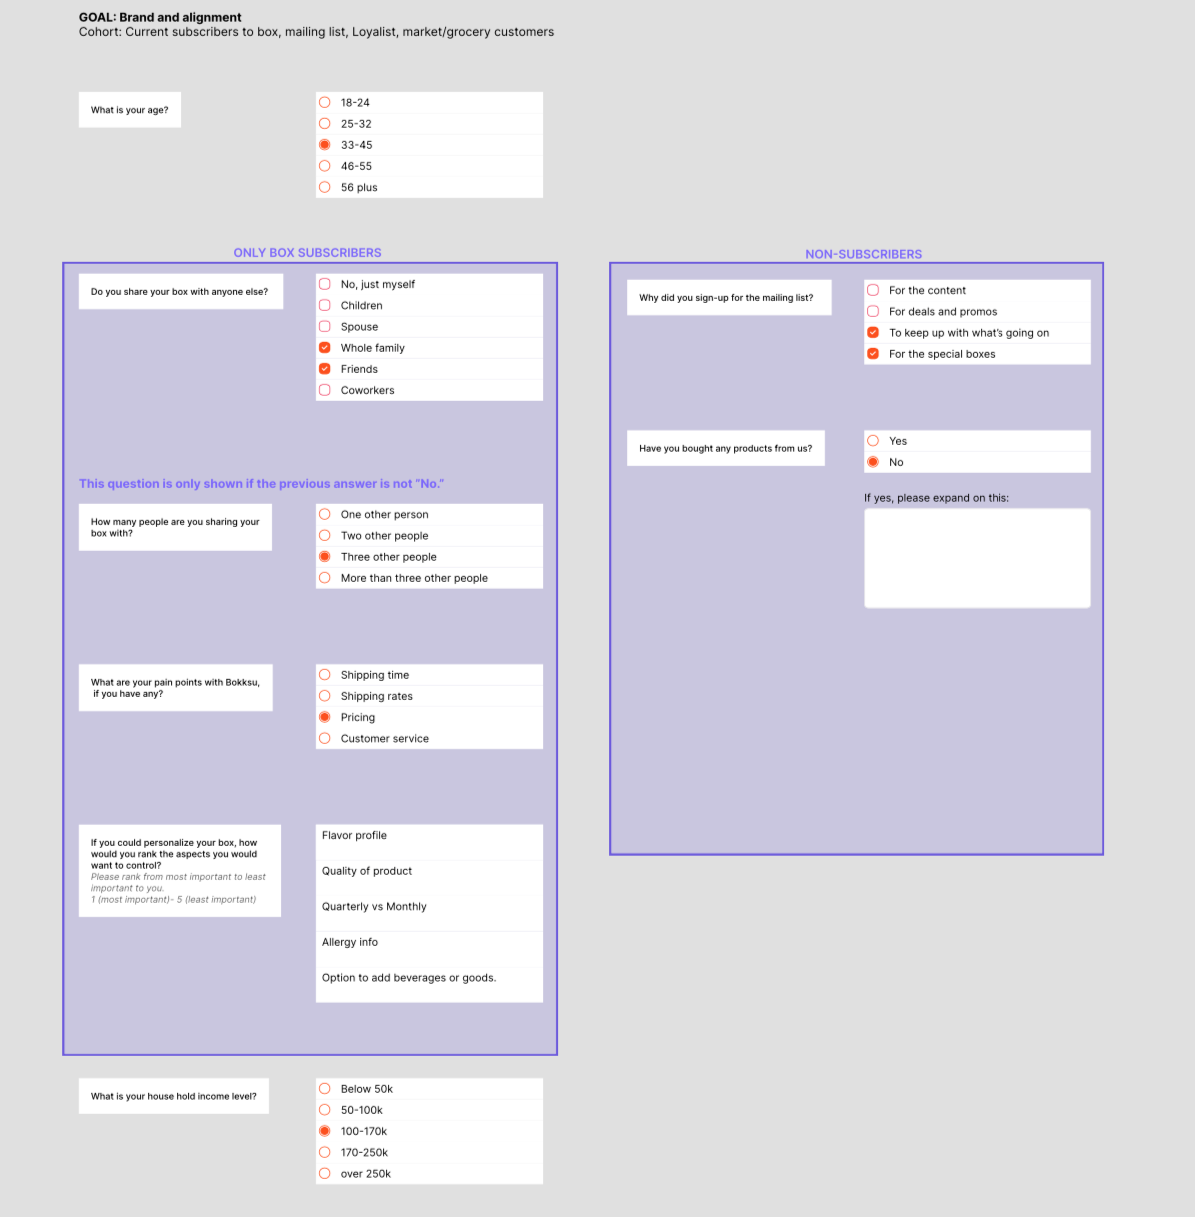 GOAL: Brand and alignment
Cohort: Current subscribers to box, mailing list, Loyalist, market/grocery customers
What is your age?
18-24
25-32
33-45
46-55
56 plus
ONLY BOX SUBSCRIBERS
Do you share your box with anyone else?
No, just myself
Children
Spouse
Whole family
Friends
Coworkers
This question is only shown if the previous answer is not "No."
How many people are you sharing your
box with?
One other person
Two other people
Three other people
More than three other people
What are your pain points with Bokksu,
if you have any?
Shipping time
Shipping rates
Pricing
Customer service
If you could personalize your box, how
would you rank the aspects you would
want to control?
Please rank from most important to least
important to you.
1 (most important)- 5 (least important)
Flavor profile
Quality of product
Quarterly vs Monthly
Allergy info
Option to add beverages or goods.
NON-SUBSCRIBERS
Why did you sign-up for the mailing list?
For the content
For deals and promos
To keep up with what's going on
For the special boxes
Have you bought any products from us?
Yes
No
If yes, please expand on this:
What is your house hold income level?
Below 50k
50-100k
100-170k
170-250k
over 250k